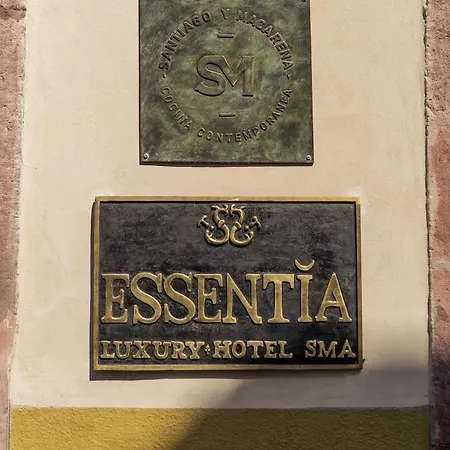 - SANTIAGO Y MACARENA -
SM
COCINA CONTEMPORANEA
ESSENTĬA
LUXURY HOTEL SMA